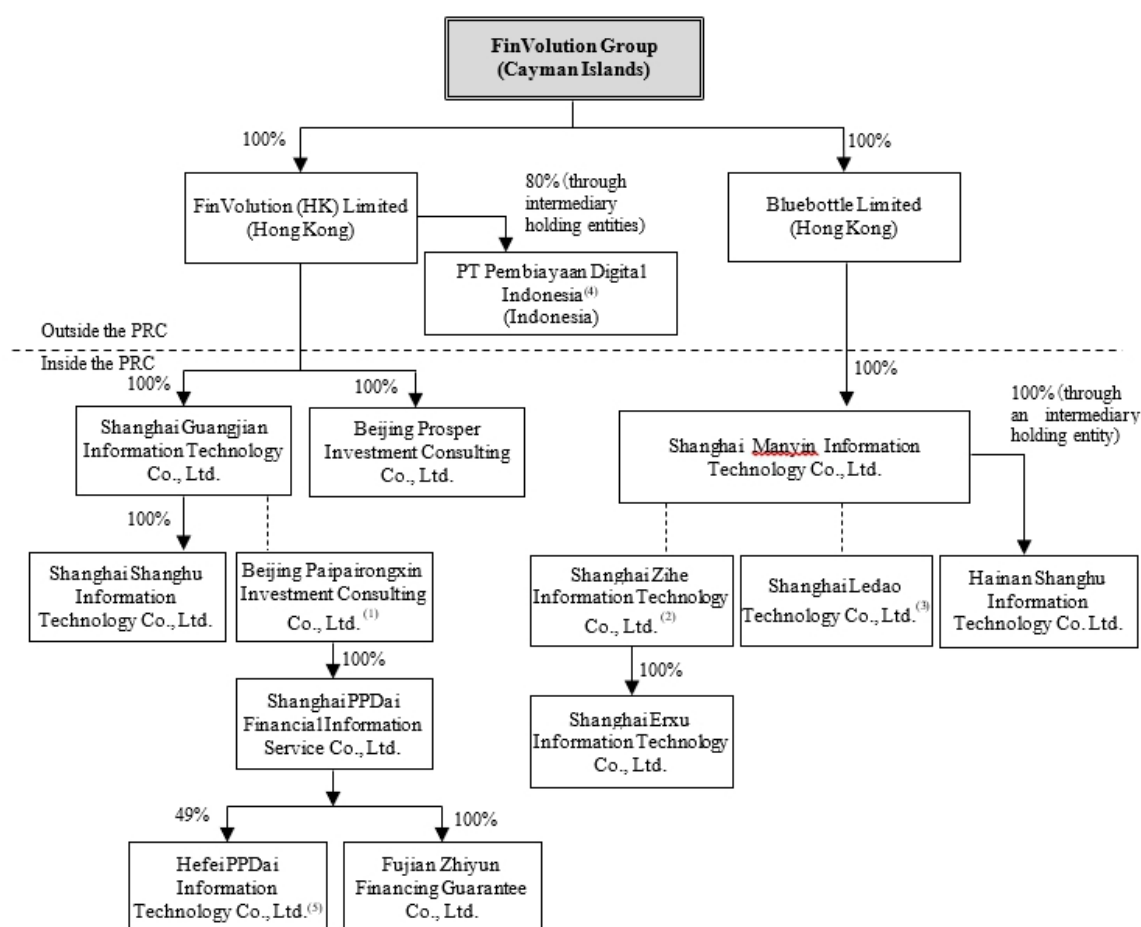 FinVolution Group
(Cayman Islands)
100%
100%
FinVolution (HK) Limited
(Hong Kong)
80% (through
intermediary
holding entities)
Bluebottle Limited
(Hong Kong)
PT Pembiayaan Digital
Indonesia(4)
(Indonesia)
Outside the PRC
Inside the PRC
100%
100%
100%
100% (through
an intermediary
holding entity)
Shanghai Guangjian
Information Technology
Co., Ltd.
Beijing Prosper
Investment Consulting
Co., Ltd.
Shanghai Manyin Information
Technology Co., Ltd.
100%
Shanghai Shanghu
Information
Technology Co., Ltd.
Beijing Paipairongxin
Investment Consulting
Co., Ltd. (1)
Shanghai Zihe
Information Technology
Co., Ltd. (2)
Shanghai Ledao
Technology Co., Ltd.(3)
Hainan Shanghu
Information
Technology Co. Ltd.
100%
100%
Shanghai PPDai
Financial Information
Service Co., Ltd.
Shanghai Erxu
Information Technology
Co., Ltd.
49%
100%
Hefei PPDai
Information
Technology Co., Ltd.(5)
Fujian Zhiyun
Financing Guarantee
Co., Ltd.